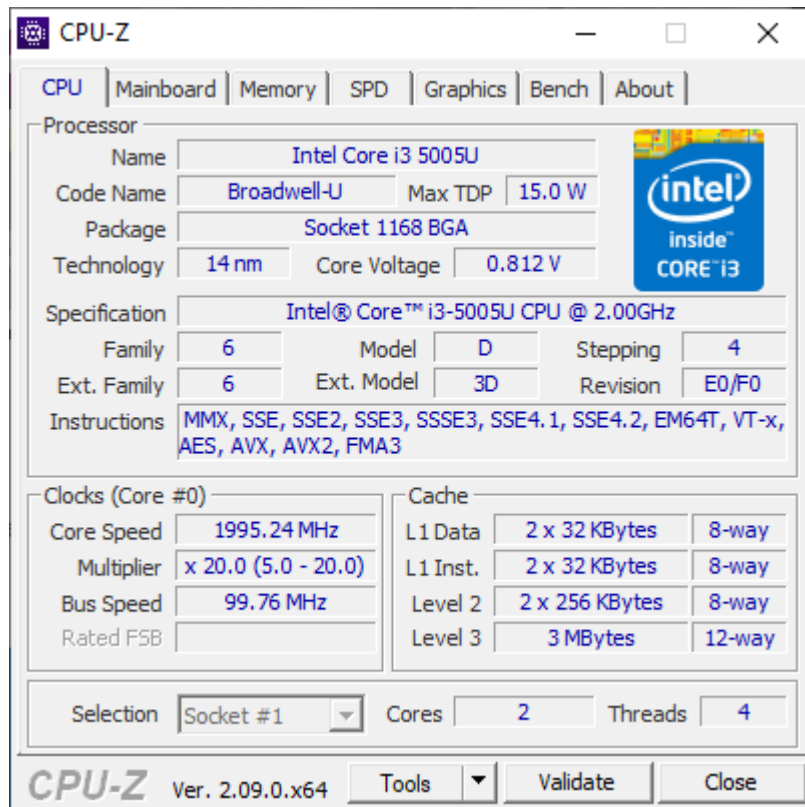 CPU-Z
CPU Mainboard Memory SPD Graphics Bench About
Processor
Name Intel Core i3 5005U
Code Name Broadwell-U Max TDP 15.0 W
Package Socket 1168 BGA
Technology 14 nm Core Voltage 0.812 V
intel
inside™
CORE™ i3
Specification Intel® Core™ i3-5005U CPU @ 2.00GHz
Family 6 Model D Stepping 4
Ext. Family 6 Ext. Model 3D Revision E0/F0
Instructions MMX, SSE, SSE2, SSE3, SSSE3, SSE4.1, SSE4.2, EM64T, VT-x,
AES, AVX, AVX2, FMA3
Clocks (Core #0)
Core Speed 1995.24 MHz
Multiplier x 20.0 (5.0 - 20.0)
Bus Speed 99.76 MHz
Rated FSB
Cache
L1 Data 2 x 32 KBytes 8-way
L1 Inst. 2 x 32 KBytes 8-way
Level 2 2 x 256 KBytes 8-way
Level 3 3 MBytes 12-way
Selection Socket #1 Cores 2 Threads 4
CPU-Z Ver. 2.09.0.x64 Tools Validate Close